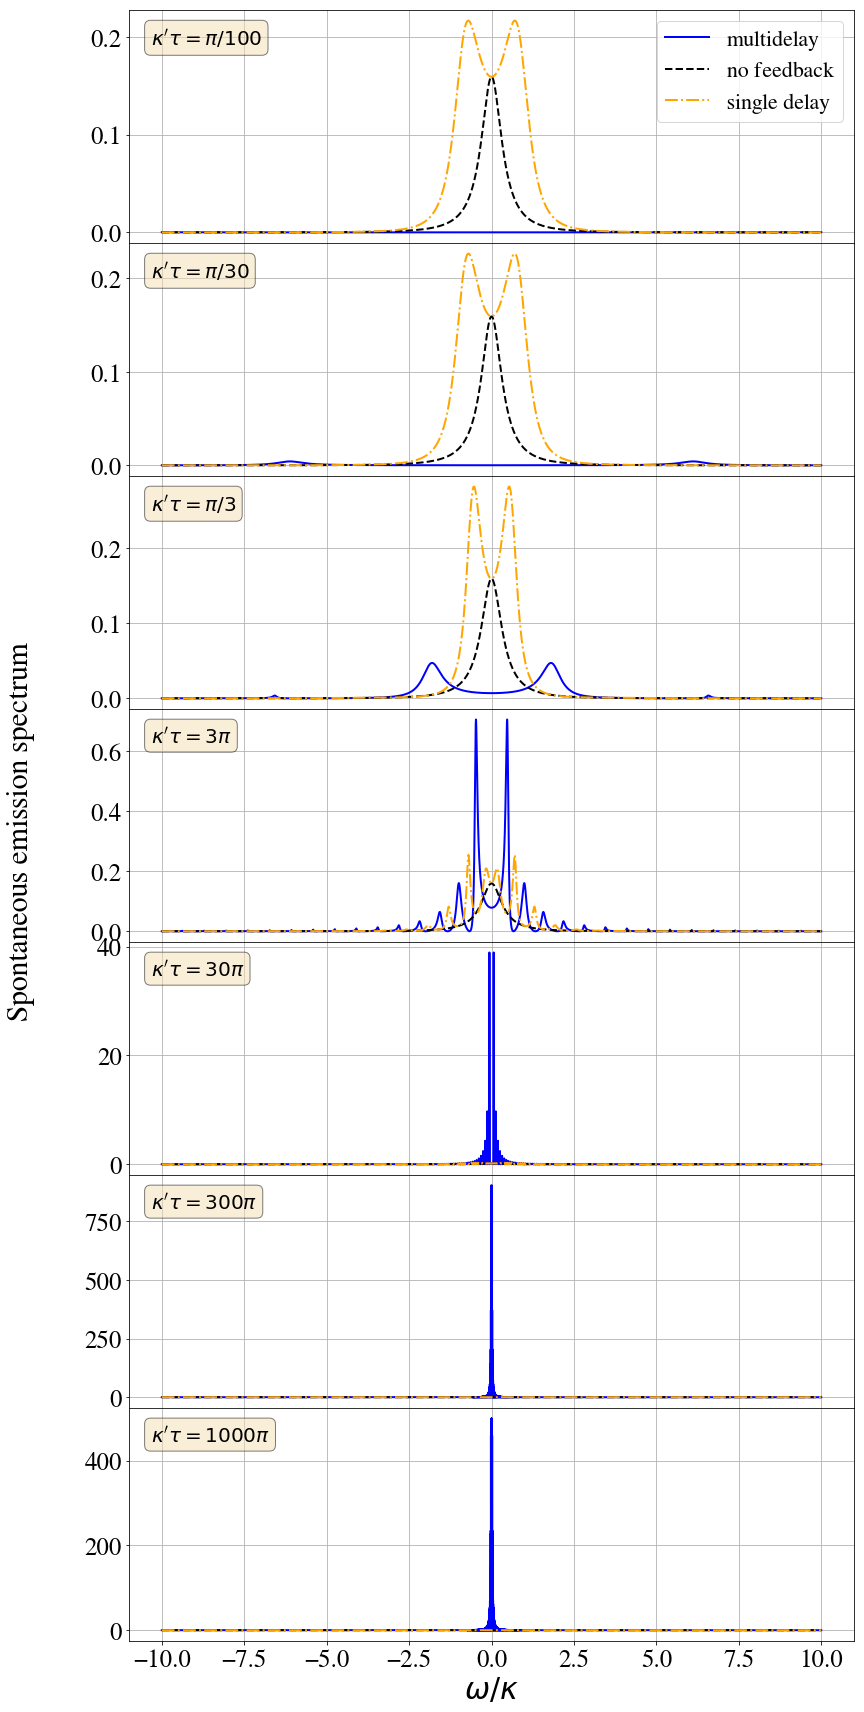 Spontaneous emission spectrum
κ′τ = π/100
multidelay
no feedback
single delay
0.2
0.1
0.0
κ′τ = π/30
0.2
0.1
0.0
κ′τ = π/3
0.2
0.1
0.0
κ′τ = 3π
0.6
0.4
0.2
0.0
κ′τ = 30π
40
20
0
κ′τ = 300π
750
500
250
0
κ′τ = 1000π
400
200
0
−10.0 −7.5 −5.0 −2.5 0.0 2.5 5.0 7.5 10.0
ω/κ